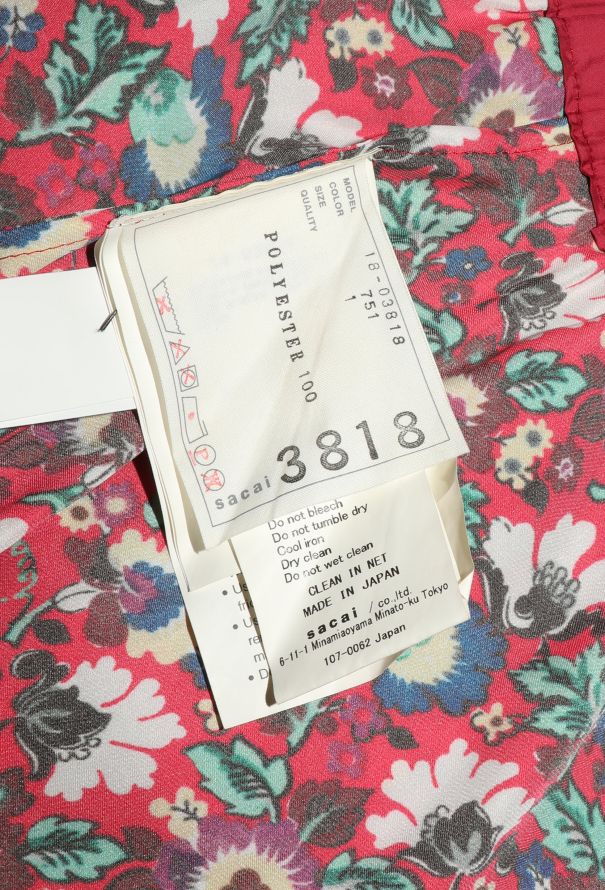 MODEL 18-03818
COLOR 751
SIZE 1
QUALITY
POLYESTER 100
sacai 3818
Do not bleach
Do not tumble dry
Cool iron
Dry clean
Do not wet clean
CLEAN IN NET
MADE IN JAPAN
sacai / co.,ltd.
6-11-1 Minamiaoyama Minato-ku Tokyo
107-0062 Japan